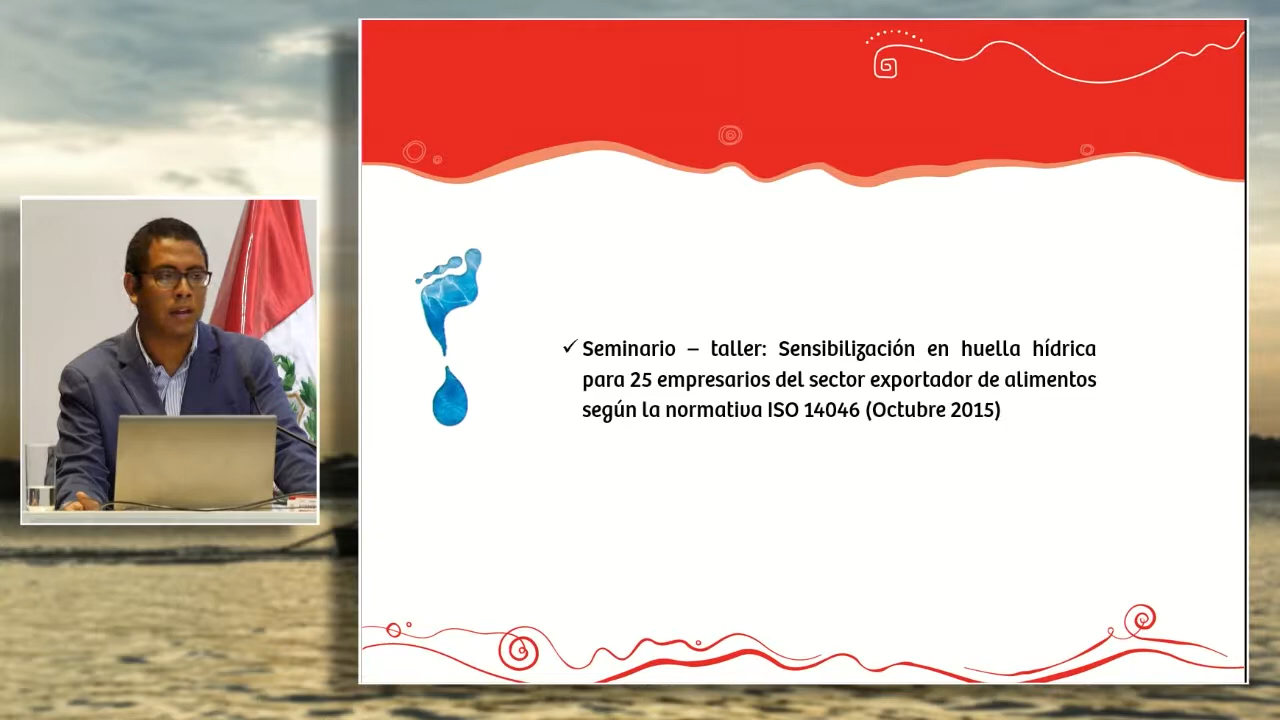 ✓ Seminario – taller: Sensibilización en huella hídrica
para 25 empresarios del sector exportador de alimentos
según la normativa ISO 14046 (Octubre 2015)